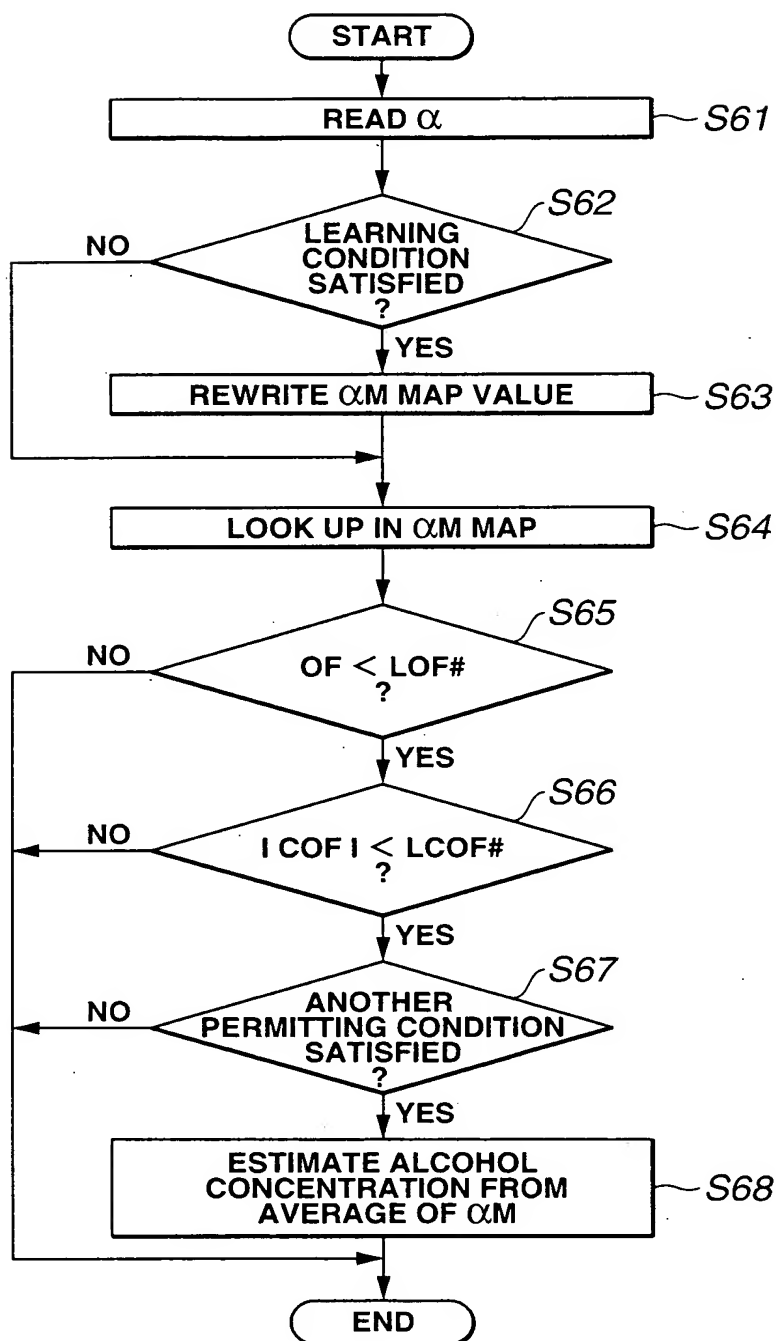 START
READ α
S61
S62
NO
LEARNING
CONDITION
SATISFIED
?
YES
REWRITE αM MAP VALUE
S63
LOOK UP IN αM MAP
S64
S65
NO
OF < LOF#
?
YES
S66
NO
I COF I < LCOF#
?
YES
S67
NO
ANOTHER
PERMITTING CONDITION
SATISFIED
?
YES
ESTIMATE ALCOHOL
CONCENTRATION FROM
AVERAGE OF αM
S68
END